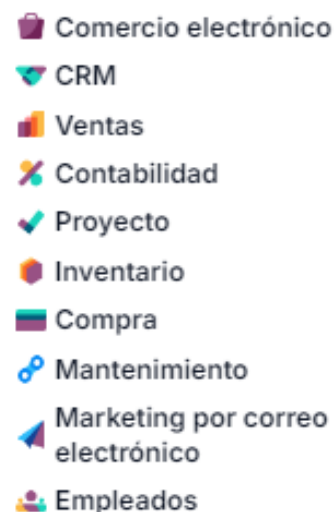 Comercio electrónico
CRM
Ventas
Contabilidad
Proyecto
Inventario
Compra
Mantenimiento
Marketing por correo
electrónico
Empleados